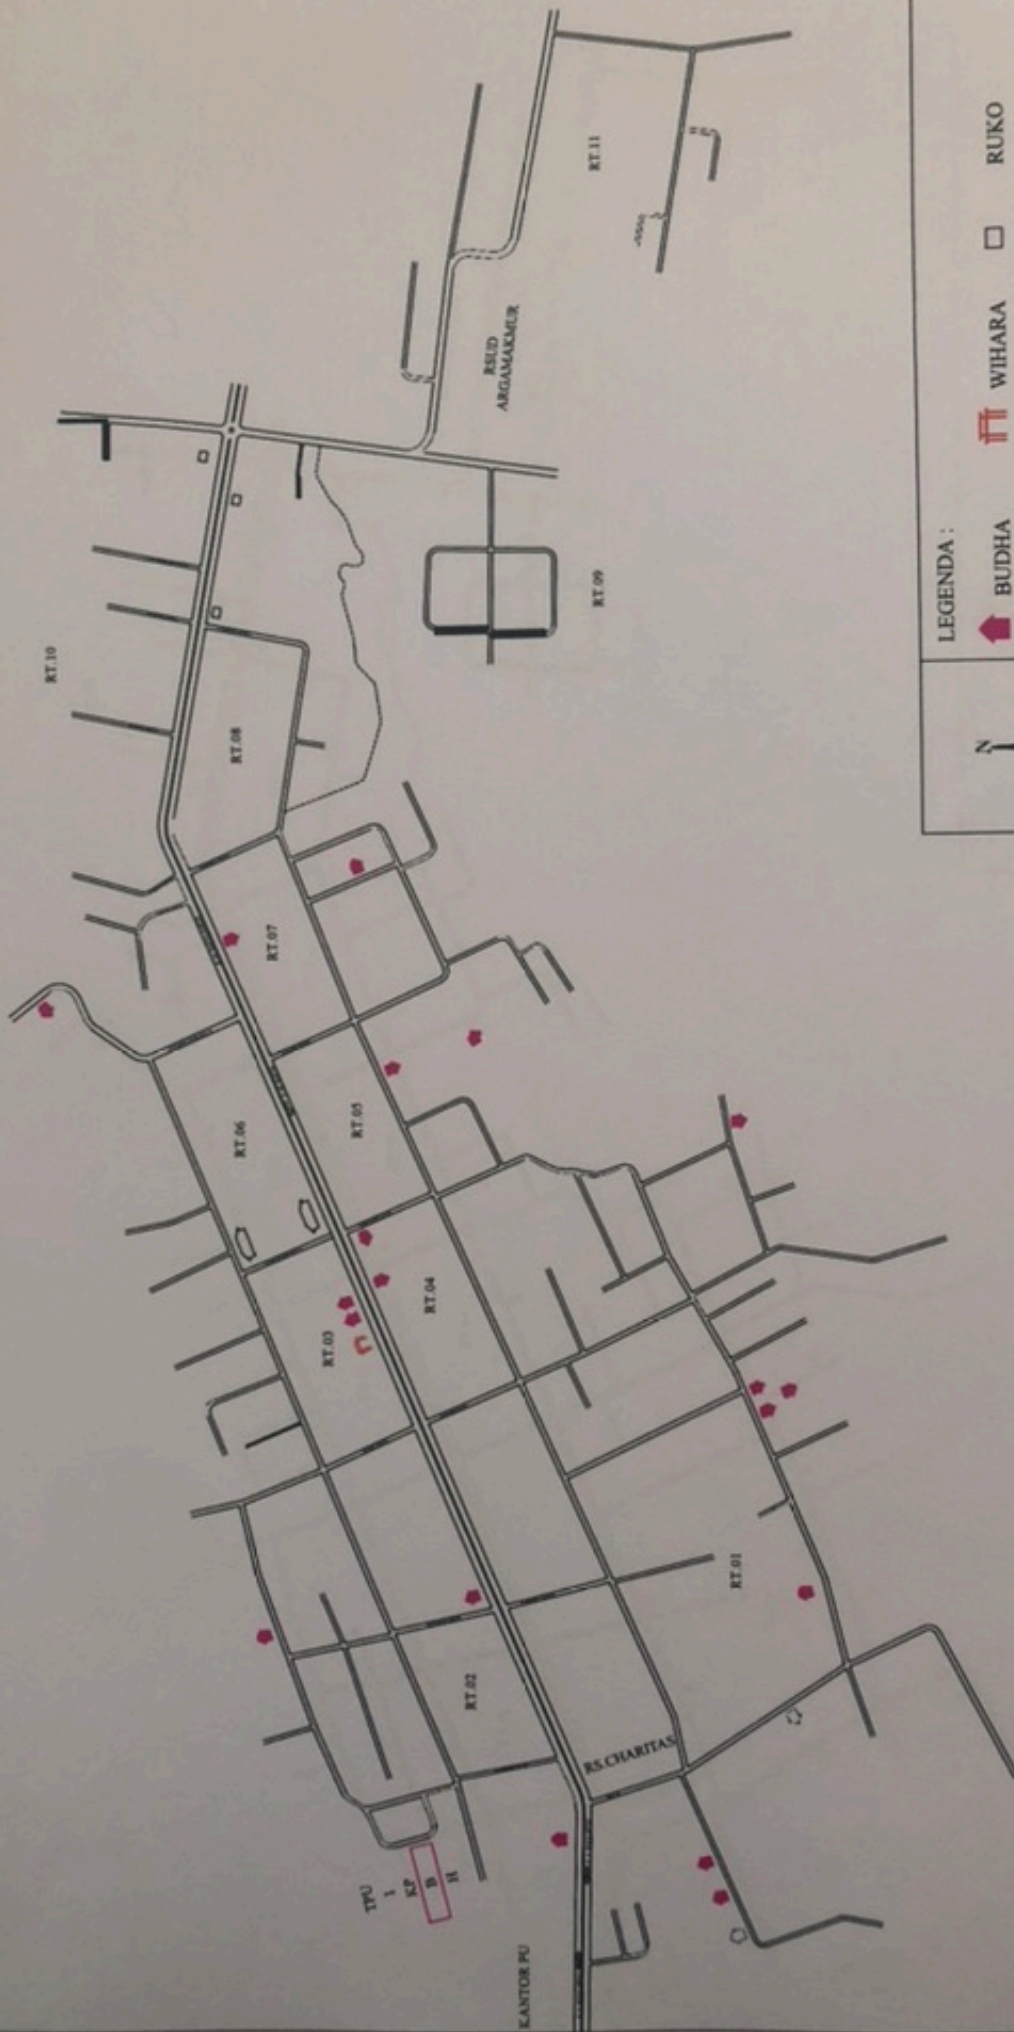 KANTOR PU
TPU
1
KP
B
H
RS.CHARITAS
RT.02
RT.01
RT.03
RT.04
RT.06
RT.05
RT.07
RT.08
RT.10
RT.09
RSUD
ARGAMAKMUR
RT.11
N
LEGENDA :
BUDHA
WIHARA
RUKO